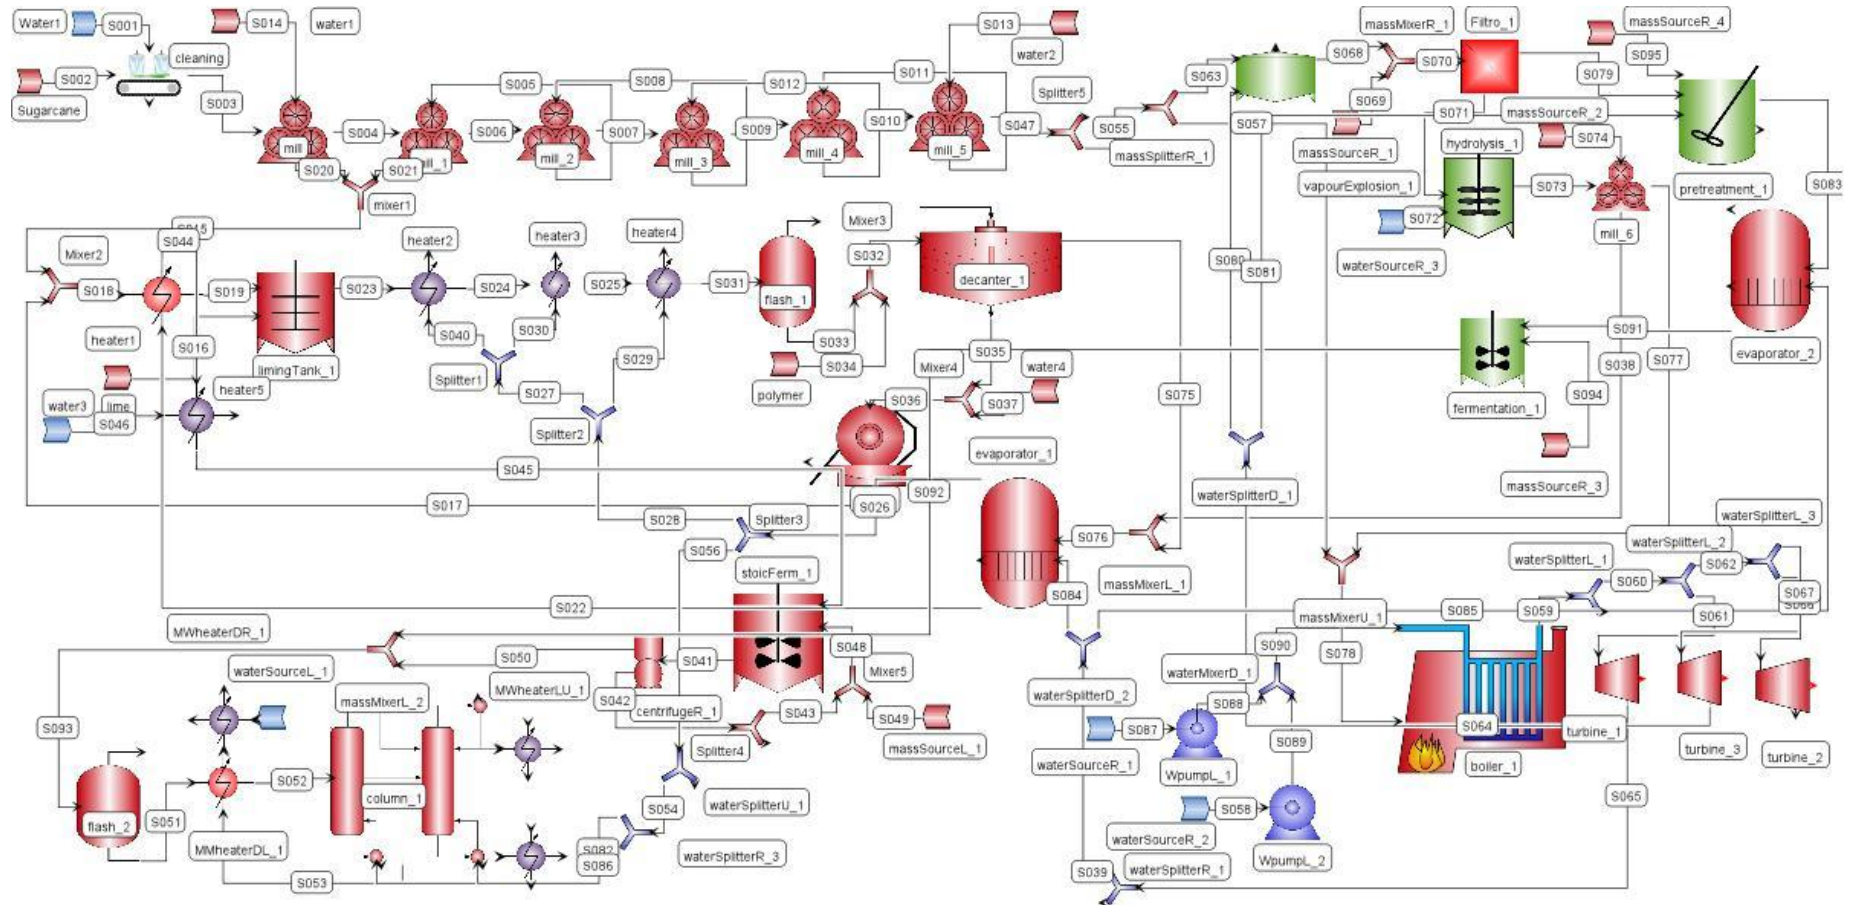 Water1
S001
S014
water1
S002
cleaning
Sugarcane
S003
mill
S004
S005
S006
mill_1
S020
S021
mixer1
S007
S008
mill_2
S009
mill_3
S012
S010
mill_4
S011
S013
water2
mill_5
S047
Splitter5
S055
massSplitterR_1
S063
S068
massMixerR_1
S070
S069
Filtro_1
massSourceR_4
S095
S079
S057
S071
massSourceR_2
massSourceR_1
S074
hydrolysis_1
vapourExplosion_1
S072
S073
waterSourceR_3
mill_6
pretreatment_1
S083
evaporator_2
Mixer2
S044
S018
S019
heater1
S016
limingTank_1
heater5
lime
water3
S046
S023
heater2
S024
heater3
S040
S030
Splitter1
S027
Splitter2
S025
heater4
S031
S029
flash_1
Mixer3
S032
S033
S034
polymer
decanter_1
S035
Mixer4
water4
S036
S037
S075
S080
S081
S091
S038
S077
fermentation_1
S094
massSourceR_3
S045
S017
S028
S026
S092
Splitter3
S056
evaporator_1
waterSplitterD_1
S076
massMixerL_1
S084
waterSplitterL_3
waterSplitterL_2
waterSplitterL_1
S062
S060
S067
S061
S059
S085
massMixerU_1
S078
S022
stoicFerm_1
MWheaterDR_1
S050
S041
S048
Mixer5
S042
centrifugeR_1
S043
S049
massSourceL_1
Splitter4
waterSourceL_1
massMixerL_2
MWheaterLU_1
S093
S052
column_1
S051
flash_2
MMheaterDL_1
S053
S082
S086
S054
waterSplitterU_1
waterSplitterR_3
waterSplitterD_2
waterMixerD_1
S090
S088
S087
waterSourceR_1
WpumpL_1
S089
S058
waterSourceR_2
WpumpL_2
S039
waterSplitterR_1
S064
boiler_1
turbine_1
turbine_3
turbine_2
S065